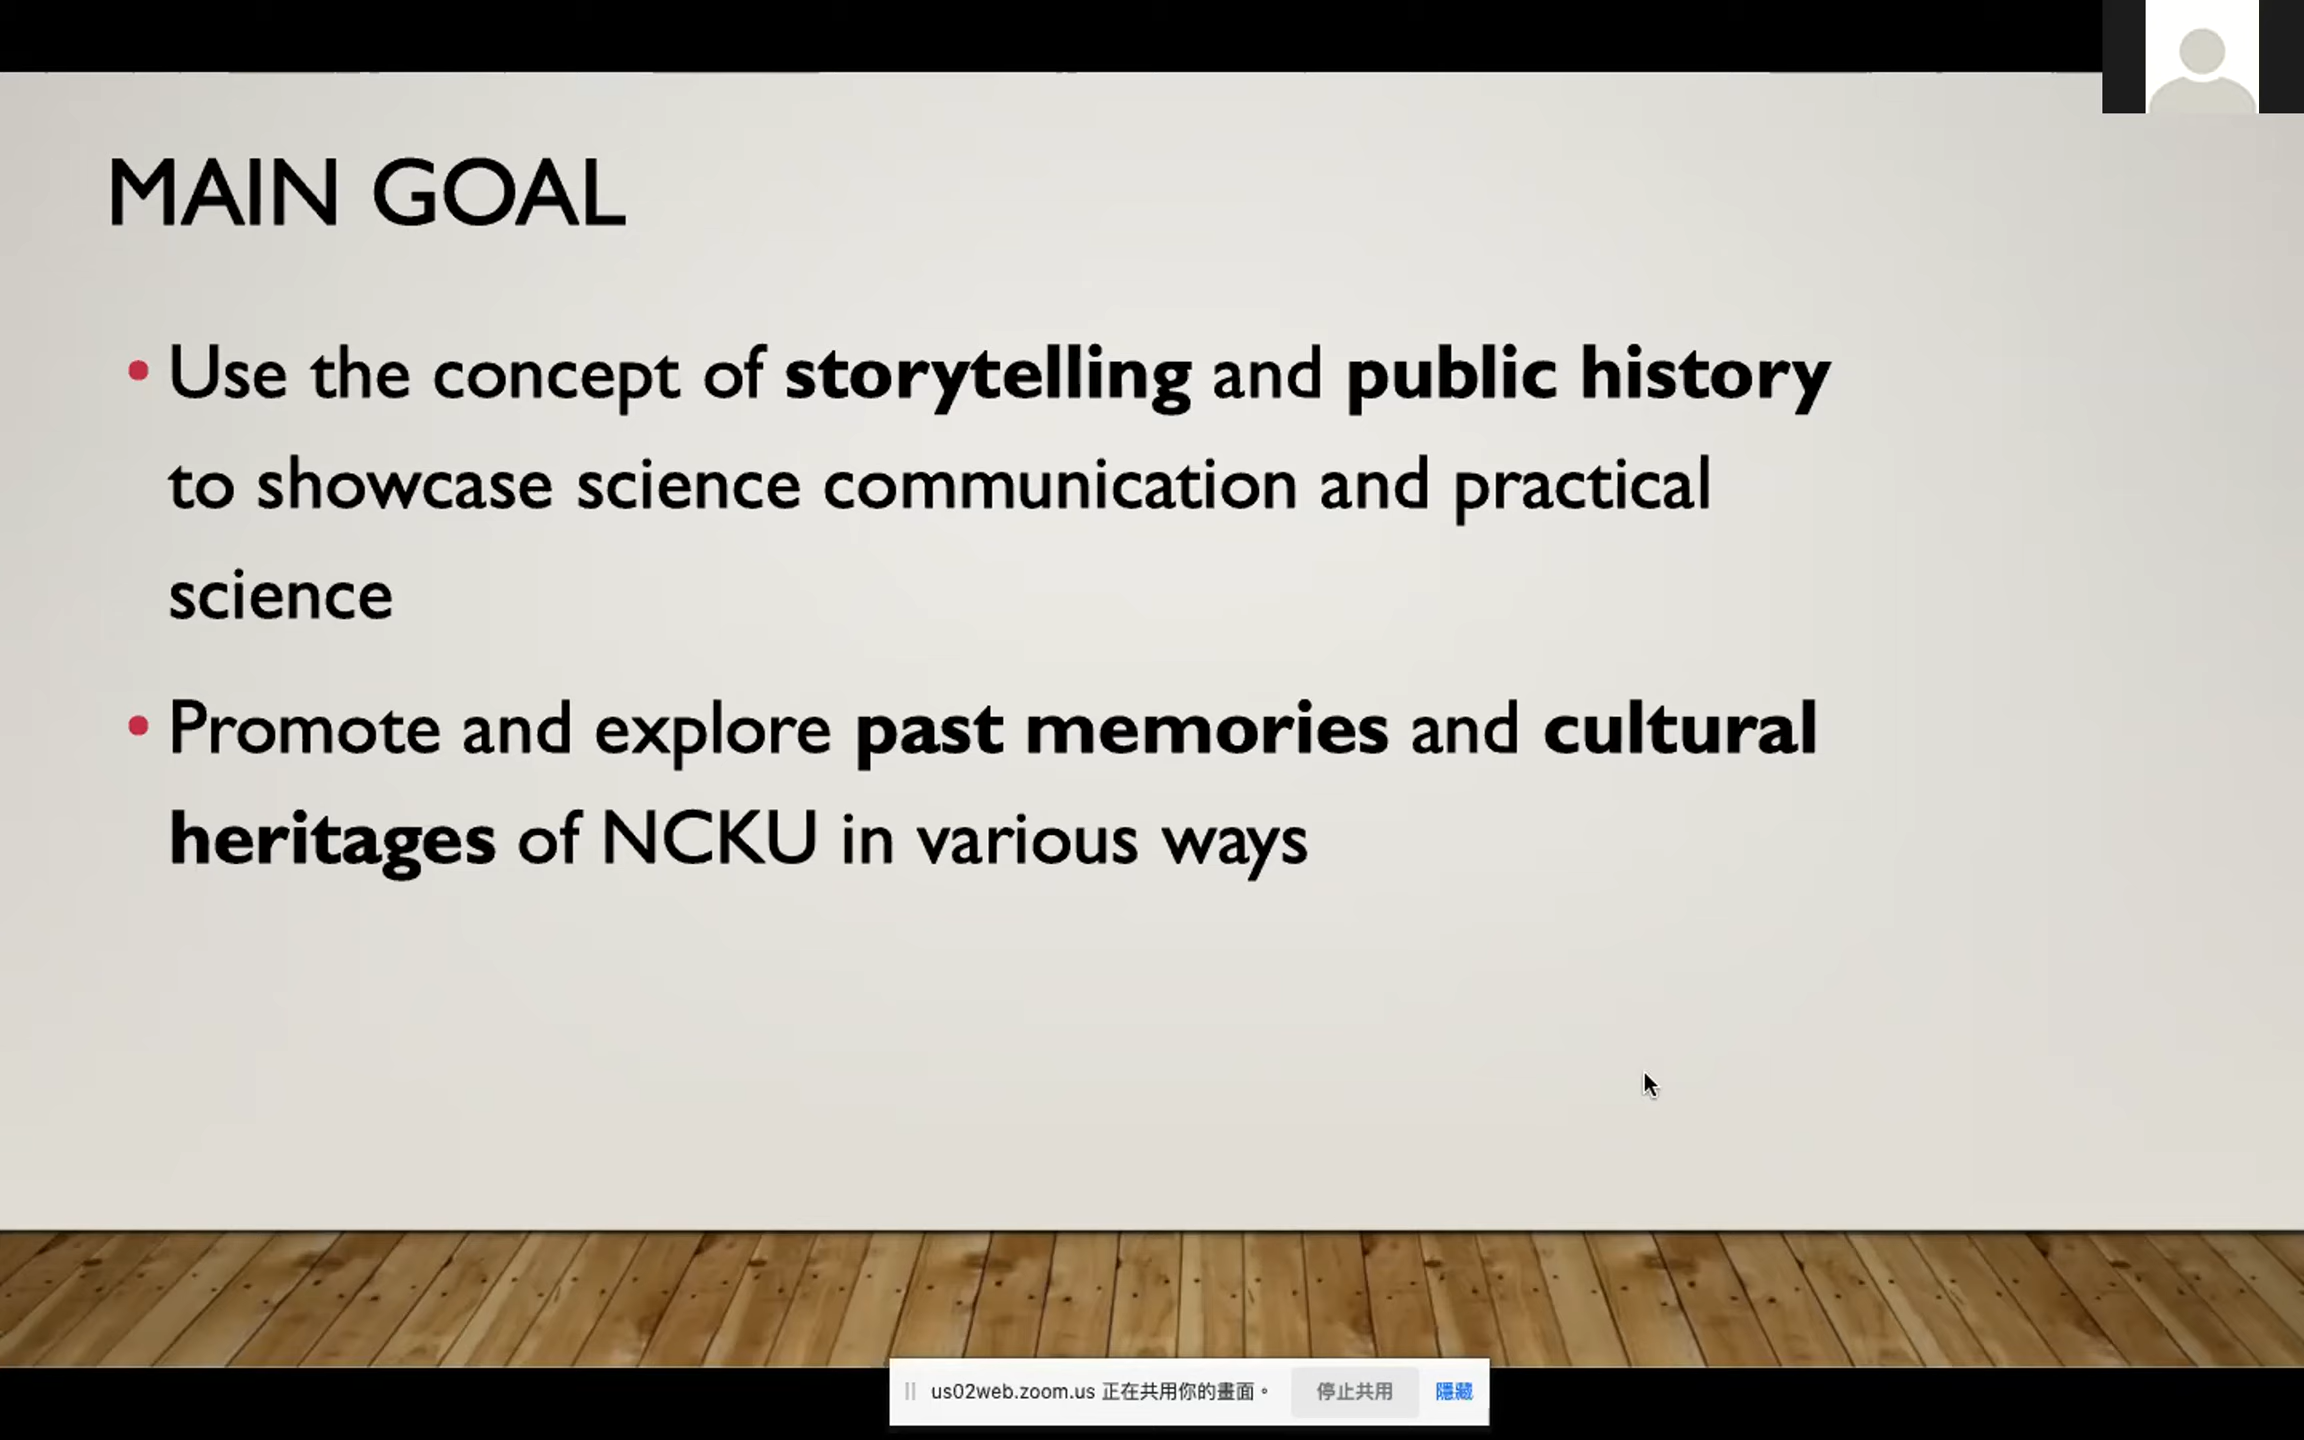 MAIN GOAL
• Use the concept of storytelling and public history
to showcase science communication and practical
science
• Promote and explore past memories and cultural
heritages of NCKU in various ways
us02web.zoom.us 正在共用你的畫面。 停止共用 隱藏